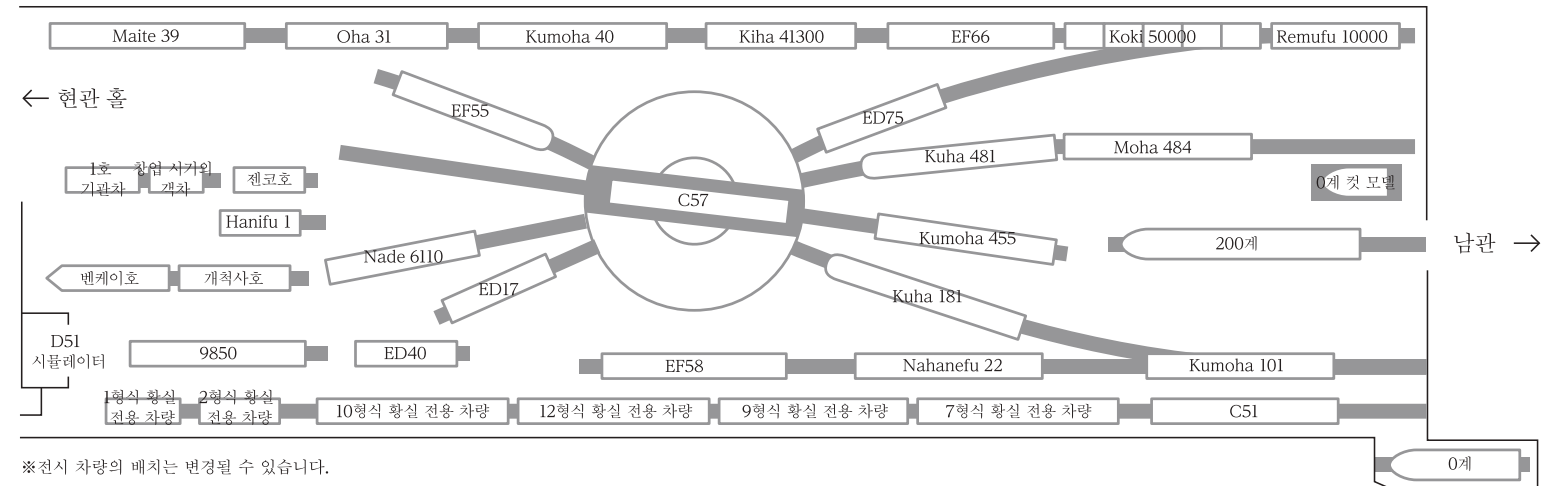 Maite 39
Oha 31
Kumoha 40
Kiha 41300
EF66
Koki 50000
Remufu 10000
← 현관 홀
EF55
ED75
Kuha 481
Moha 484
1호
기관차
창업 시기의
객차
젠코호
0계 컷 모델
C57
Hanifu 1
Kumoha 455
200계
남관 →
Nade 6110
벤케이호
개척사호
ED17
Kuha 181
D51
시뮬레이터
9850
ED40
EF58
Nahanefu 22
Kumoha 101
1형식 황실
전용 차량
2형식 황실
전용 차량
10형식 황실 전용 차량
12형식 황실 전용 차량
9형식 황실 전용 차량
7형식 황실 전용 차량
C51
※전시 차량의 배치는 변경될 수 있습니다.
0계